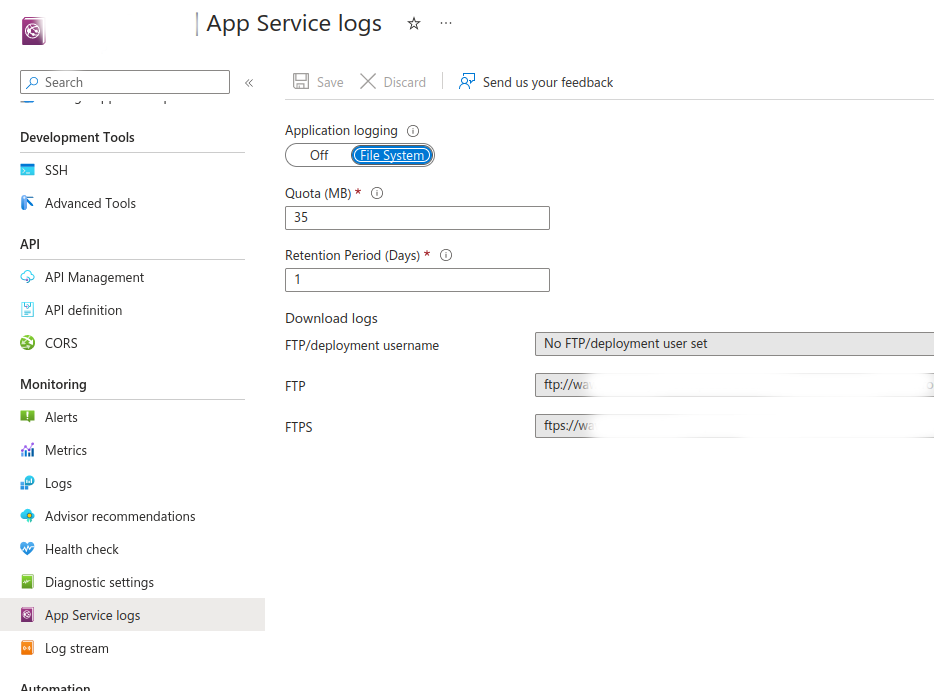 App Service logs
Search
Save
Discard
Send us your feedback
Development Tools
SSH
Advanced Tools
API
API Management
API definition
CORS
Monitoring
Alerts
Metrics
Logs
Advisor recommendations
Health check
Diagnostic settings
App Service logs
Log stream
Automation
Application logging
Off
File System
Quota (MB) *
35
Retention Period (Days) *
1
Download logs
FTP/deployment username
No FTP/deployment user set
FTP
ftp://wa
FTPS
ftps://wa